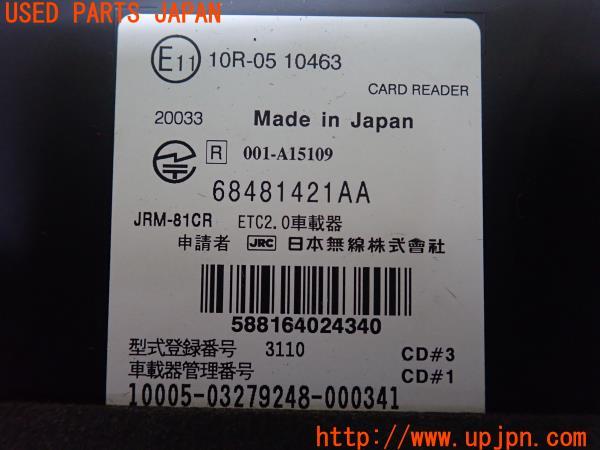 USED PARTS JAPAN
E11 10R-05 10463
CARD READER
20033 Made in Japan
R 001-A15109
68481421AA
JRM-81CR ETC2.0車載器
申請者 JRC 日本無線株式會社
588164024340
型式登録番号 3110 CD#3
車載器管理番号 CD#1
10005-03279248-000341
http://www.upjpn.com/